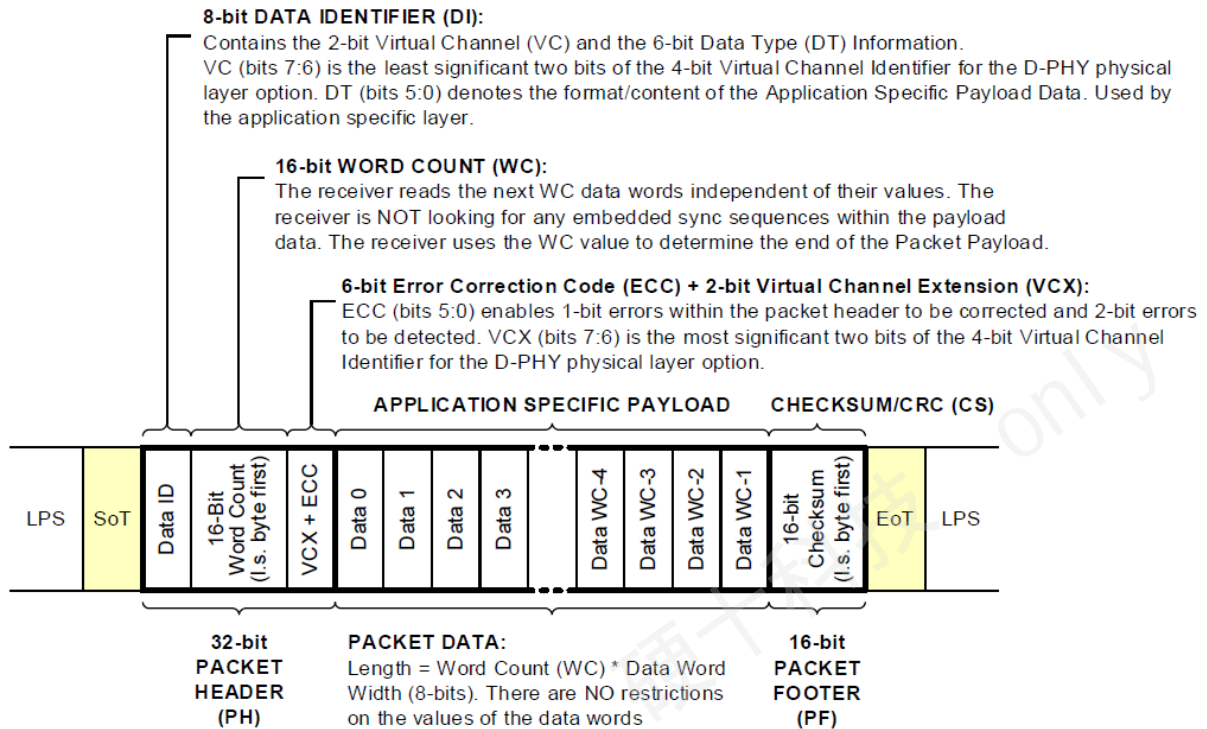 8-bit DATA IDENTIFIER (DI):
Contains the 2-bit Virtual Channel (VC) and the 6-bit Data Type (DT) Information.
VC (bits 7:6) is the least significant two bits of the 4-bit Virtual Channel Identifier for the D-PHY physical
layer option. DT (bits 5:0) denotes the format/content of the Application Specific Payload Data. Used by
the application specific layer.
16-bit WORD COUNT (WC):
The receiver reads the next WC data words independent of their values. The
receiver is NOT looking for any embedded sync sequences within the payload
data. The receiver uses the WC value to determine the end of the Packet Payload.
6-bit Error Correction Code (ECC) + 2-bit Virtual Channel Extension (VCX):
ECC (bits 5:0) enables 1-bit errors within the packet header to be corrected and 2-bit errors
to be detected. VCX (bits 7:6) is the most significant two bits of the 4-bit Virtual Channel
Identifier for the D-PHY physical layer option.
APPLICATION SPECIFIC PAYLOAD
CHECKSUM/CRC (CS)
LPS
SoT
Data ID
16-Bit
Word Count
(l.s. byte first)
VCX + ECC
Data 0
Data 1
Data 2
Data 3
Data WC-4
Data WC-3
Data WC-2
Data WC-1
16-bit
Checksum
(l.s. byte first)
EoT
LPS
32-bit
PACKET
HEADER
(PH)
PACKET DATA:
Length = Word Count (WC) * Data Word
Width (8-bits). There are NO restrictions
on the values of the data words
16-bit
PACKET
FOOTER
(PF)
硬十科技 only